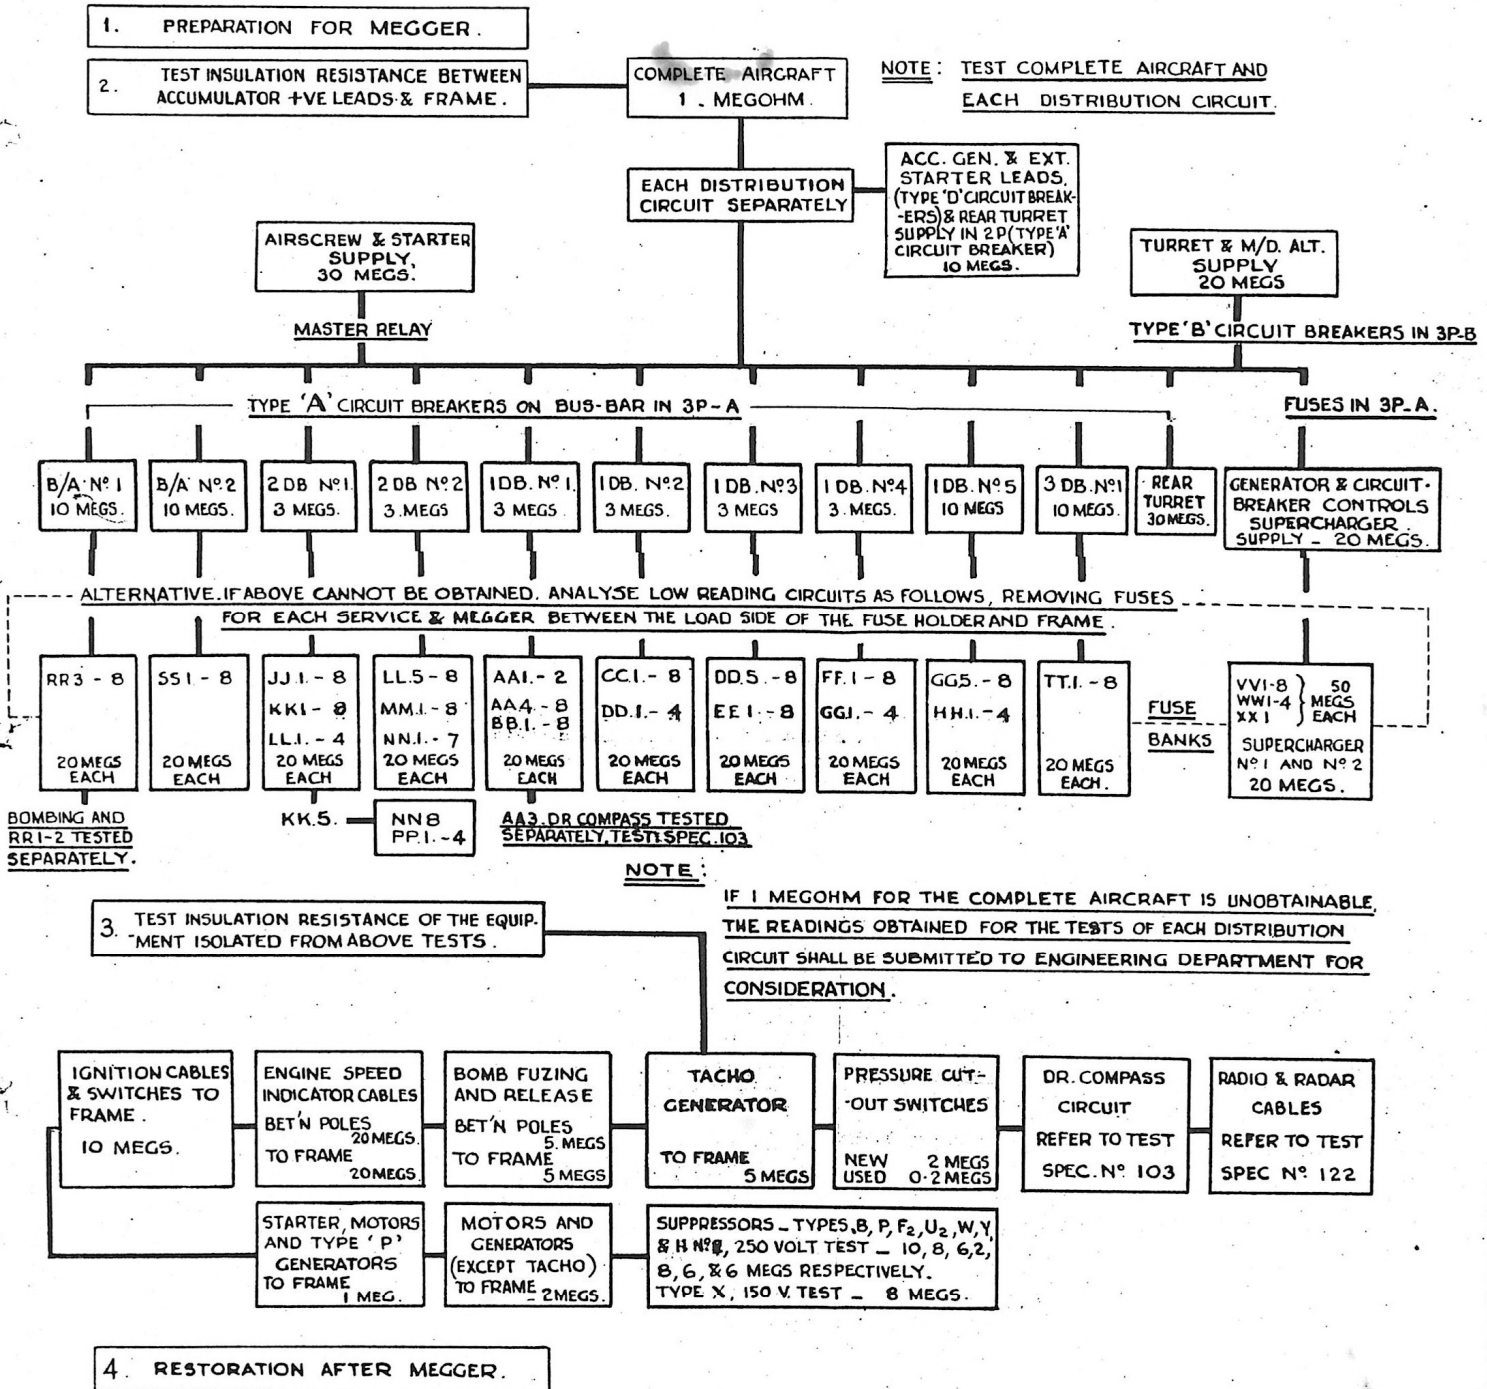 1. PREPARATION FOR MEGGER.
2. TEST INSULATION RESISTANCE BETWEEN
ACCUMULATOR +VE LEADS & FRAME.
COMPLETE AIRCRAFT
1 . MEGOHM.
NOTE: TEST COMPLETE AIRCRAFT AND
EACH DISTRIBUTION CIRCUIT.
EACH DISTRIBUTION
CIRCUIT SEPARATELY
ACC. GEN. & EXT.
STARTER LEADS.
(TYPE 'D' CIRCUIT BREAK-
-ERS) & REAR TURRET
SUPPLY IN 2P (TYPE 'A'
CIRCUIT BREAKER)
10 MEGS.
AIRSCREW & STARTER
SUPPLY,
30 MEGS.
MASTER RELAY
TURRET & M/D. ALT.
SUPPLY
20 MEGS
TYPE 'B' CIRCUIT BREAKERS IN 3P-B
TYPE 'A' CIRCUIT BREAKERS ON BUS-BAR IN 3P-A
FUSES IN 3P-A.
B/A Nº 1
10 MEGS.
B/A Nº 2
10 MEGS.
2 DB Nº 1.
3 MEGS.
2 DB Nº 2
3 MEGS
1 DB. Nº 1.
3 MEGS
1 DB. Nº 2
3 MEGS.
1 DB. Nº 3
3 MEGS
1 DB. Nº 4
3 MEGS.
1 DB. Nº 5
10 MEGS
3 DB. Nº 1
10 MEGS.
REAR
TURRET
30 MEGS.
GENERATOR & CIRCUIT-
BREAKER CONTROLS
SUPERCHARGER
SUPPLY - 20 MEGS.
ALTERNATIVE. IF ABOVE CANNOT BE OBTAINED. ANALYSE LOW READING CIRCUITS AS FOLLOWS, REMOVING FUSES
FOR EACH SERVICE & MEGGER BETWEEN THE LOAD SIDE OF THE FUSE HOLDER AND FRAME.
RR3 - 8
20 MEGS
EACH
SS1 - 8
20 MEGS
EACH
JJ.1. - 8
KK1 - 8
LL.1. - 4
20 MEGS
EACH
LL.5 - 8
MM.1. - 8
NN.1. - 7
20 MEGS
EACH
AA1. - 2
AA4. - 8
BB.1. - 8
20 MEGS
EACH
CC.1. - 8
DD.1. - 4
20 MEGS
EACH
DD.5. - 8
EE1. - 8
20 MEGS
EACH
FF.1 - 8
GG.1. - 4
20 MEGS
EACH
GG5. - 8
HH.1. - 4
20 MEGS
EACH
TT.1. - 8
20 MEGS
EACH.
FUSE
BANKS
VV1-8
WW1-4
XX 1
50
MEGS
EACH
SUPERCHARGER
Nº 1 AND Nº 2
20 MEGS.
BOMBING AND
RR1-2 TESTED
SEPARATELY.
KK.5.
NN8
PP.1. - 4
AA3. DR COMPASS TESTED
SEPARATELY, TEST SPEC. 103
NOTE:
IF 1 MEGOHM FOR THE COMPLETE AIRCRAFT IS UNOBTAINABLE,
THE READINGS OBTAINED FOR THE TESTS OF EACH DISTRIBUTION
CIRCUIT SHALL BE SUBMITTED TO ENGINEERING DEPARTMENT FOR
CONSIDERATION.
3. TEST INSULATION RESISTANCE OF THE EQUIP-
-MENT ISOLATED FROM ABOVE TESTS.
IGNITION CABLES
& SWITCHES TO
FRAME.
10 MEGS.
ENGINE SPEED
INDICATOR CABLES
BET'N POLES
20 MEGS.
TO FRAME
20 MEGS.
BOMB FUZING
AND RELEASE
BET'N POLES
5. MEGS
TO FRAME
5 MEGS
TACHO
GENERATOR
TO FRAME
5 MEGS
PRESSURE CUT-
-OUT SWITCHES
NEW 2 MEGS
USED 0.2 MEGS
DR. COMPASS
CIRCUIT
REFER TO TEST
SPEC. Nº 103
RADIO & RADAR
CABLES
REFER TO TEST
SPEC Nº 122
STARTER, MOTORS
AND TYPE 'P'
GENERATORS
TO FRAME
1 MEG.
MOTORS AND
GENERATORS
(EXCEPT TACHO)
TO FRAME
- 2 MEGS.
SUPPRESSORS - TYPES, B, P, F2, U2, W, Y,
& H Nº, 250 VOLT TEST - 10, 8, 6, 2,
8, 6, & 6 MEGS RESPECTIVELY.
TYPE X, 150 V. TEST - 8 MEGS.
4. RESTORATION AFTER MEGGER.